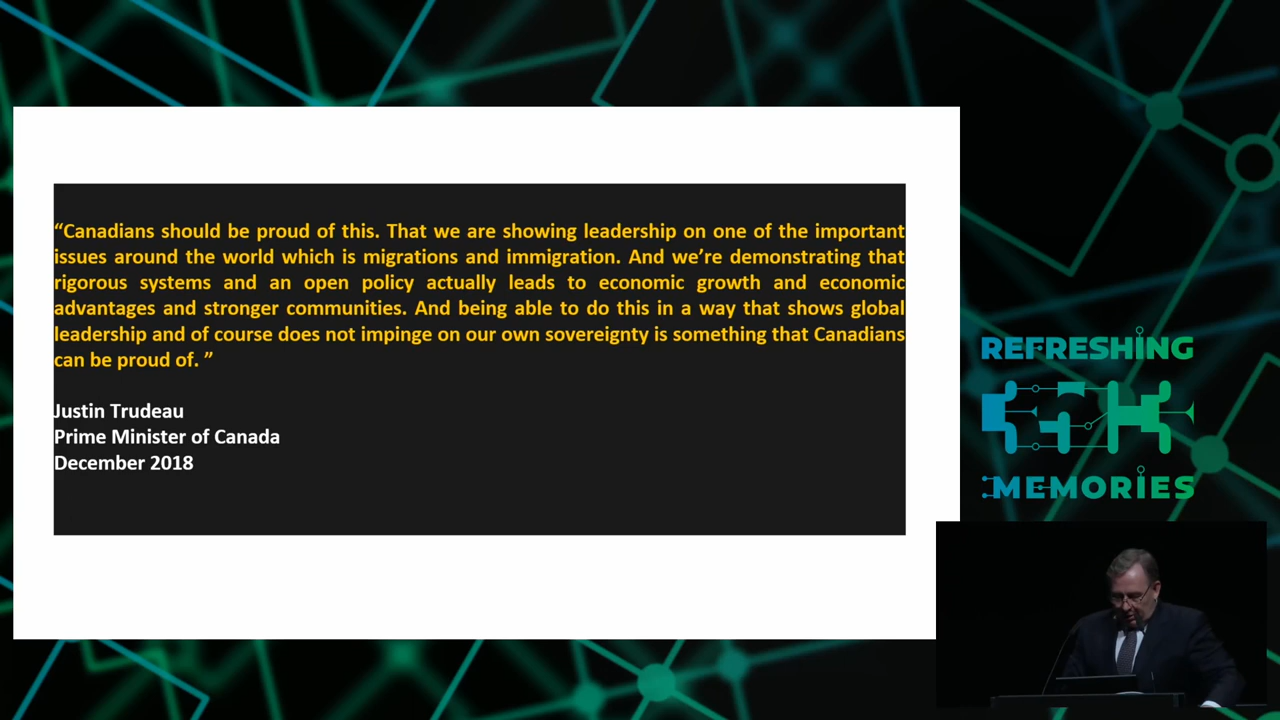 “Canadians should be proud of this. That we are showing leadership on one of the important
issues around the world which is migrations and immigration. And we’re demonstrating that
rigorous systems and an open policy actually leads to economic growth and economic
advantages and stronger communities. And being able to do this in a way that shows global
leadership and of course does not impinge on our own sovereignty is something that Canadians
can be proud of. ”
Justin Trudeau
Prime Minister of Canada
December 2018
REFRESHING
MEMORIES